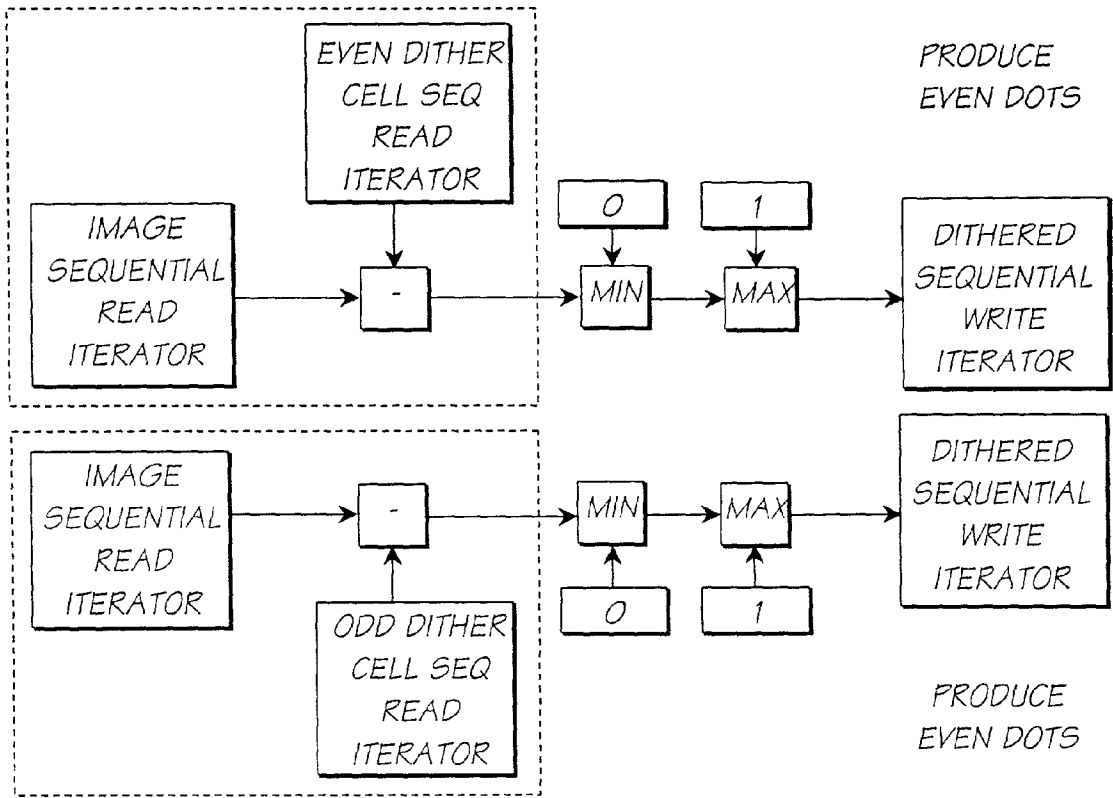 EVEN DITHER
CELL SEQ
READ
ITERATOR
PRODUCE
EVEN DOTS
IMAGE
SEQUENTIAL
READ
ITERATOR
-
0
MIN
1
MAX
DITHERED
SEQUENTIAL
WRITE
ITERATOR
IMAGE
SEQUENTIAL
READ
ITERATOR
-
MIN
MAX
DITHERED
SEQUENTIAL
WRITE
ITERATOR
ODD DITHER
CELL SEQ
READ
ITERATOR
0
1
PRODUCE
EVEN DOTS